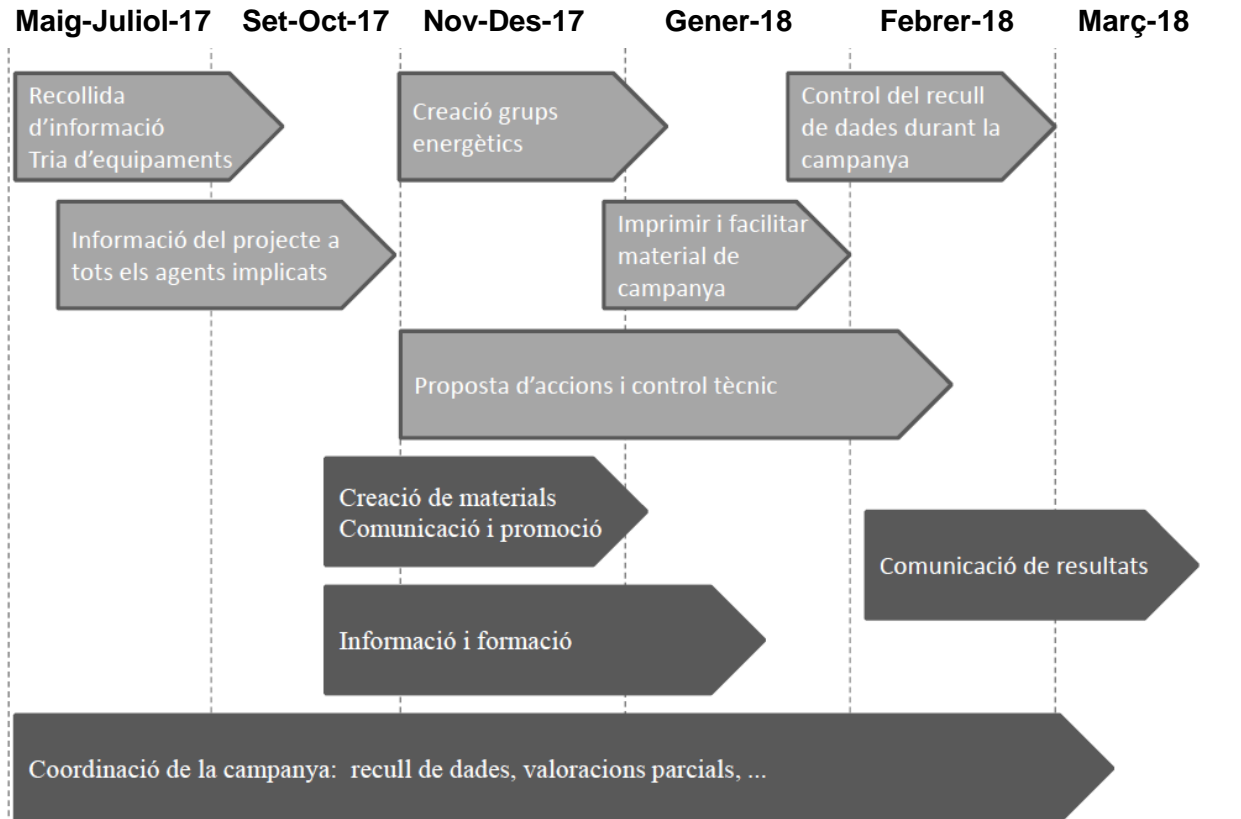 Maig-Juliol-17 Set-Oct-17 Nov-Des-17 Gener-18 Febrer-18 Març-18
Recollida
d’informació
Tria d’equipaments
Creació grups
energètics
Control del recull
de dades durant la
campanya
Informació del projecte a
tots els agents implicats
Imprimir i facilitar
material de
campanya
Proposta d’accions i control tècnic
Creació de materials
Comunicació i promoció
Comunicació de resultats
Informació i formació
Coordinació de la campanya: recull de dades, valoracions parcials, ...